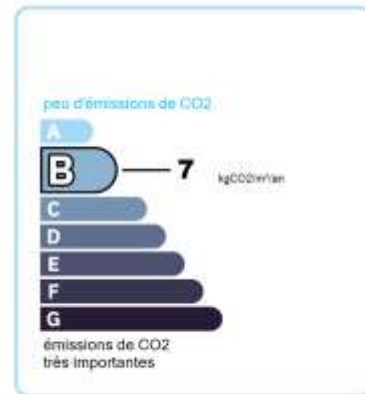 peu d'émissions de CO2
A
B 7 kgCO2/m²/an
C
D
E
F
G
émissions de CO2
très importantes